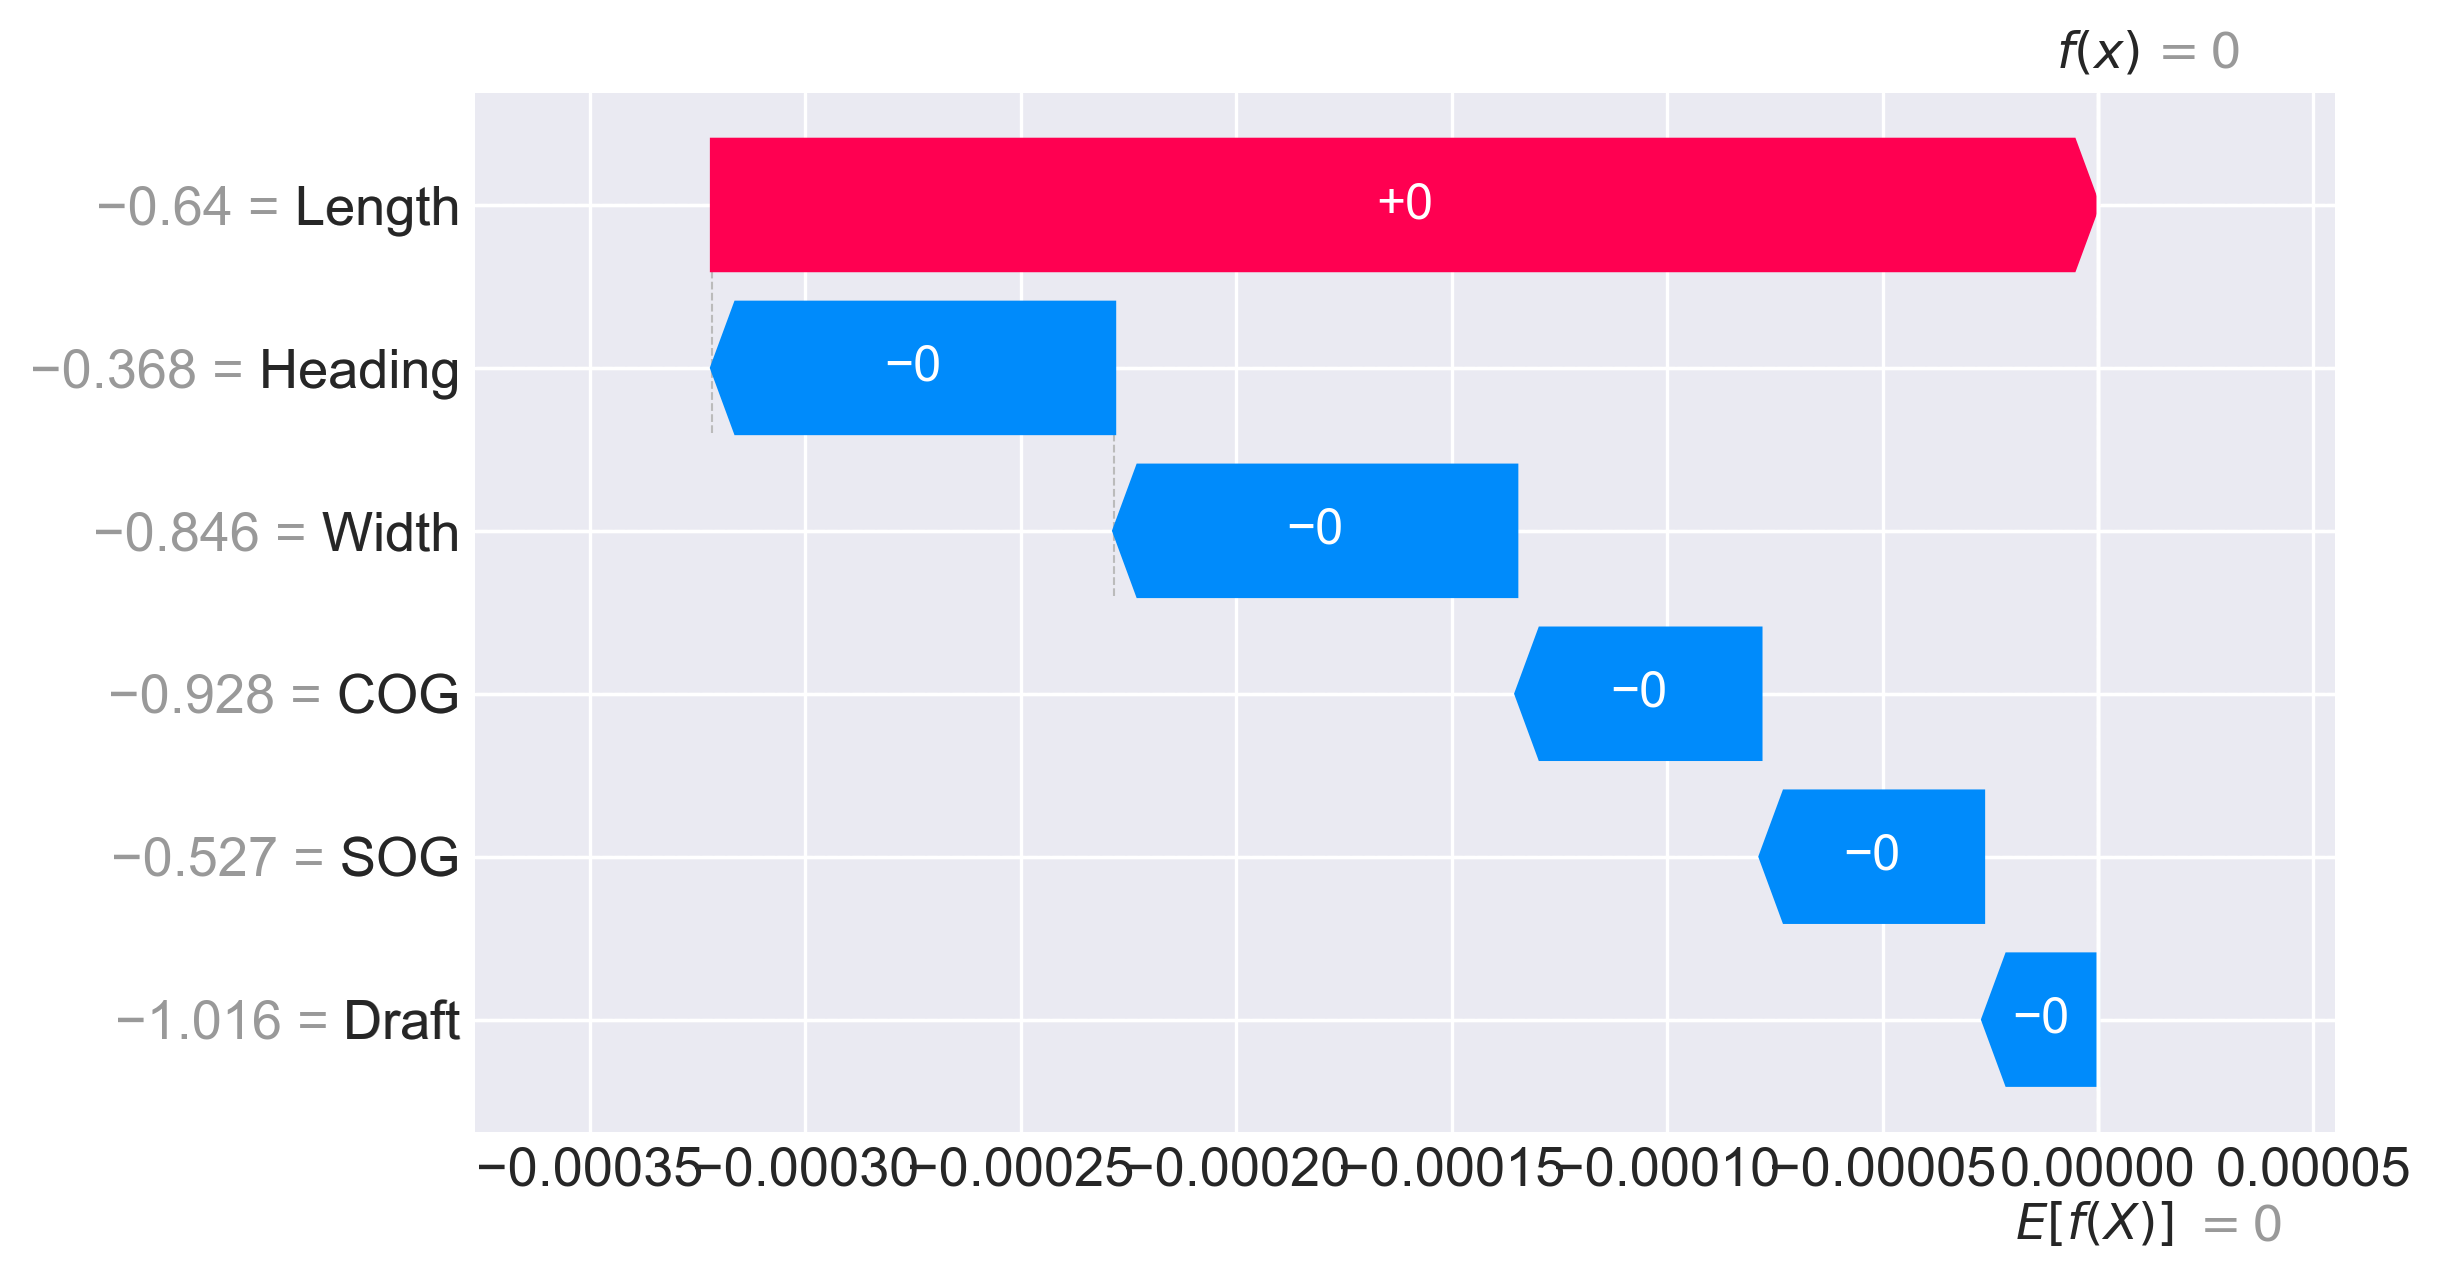 f(x) = 0
−0.64 = Length
+0
−0.368 = Heading
−0
−0.846 = Width
−0
−0.928 = COG
−0
−0.527 = SOG
−0
−1.016 = Draft
−0
−0.00035 −0.00030 −0.00025 −0.00020 −0.00015 −0.00010 −0.00005 0.00000 0.00005
E[f(X)] = 0